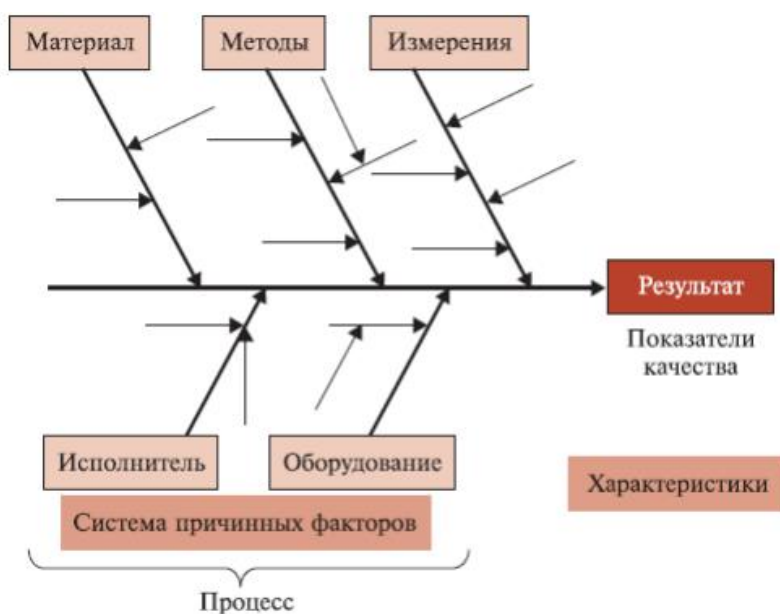 Материал
Методы
Измерения
Результат
Показатели
качества
Исполнитель
Оборудование
Характеристики
Система причинных факторов
Процесс